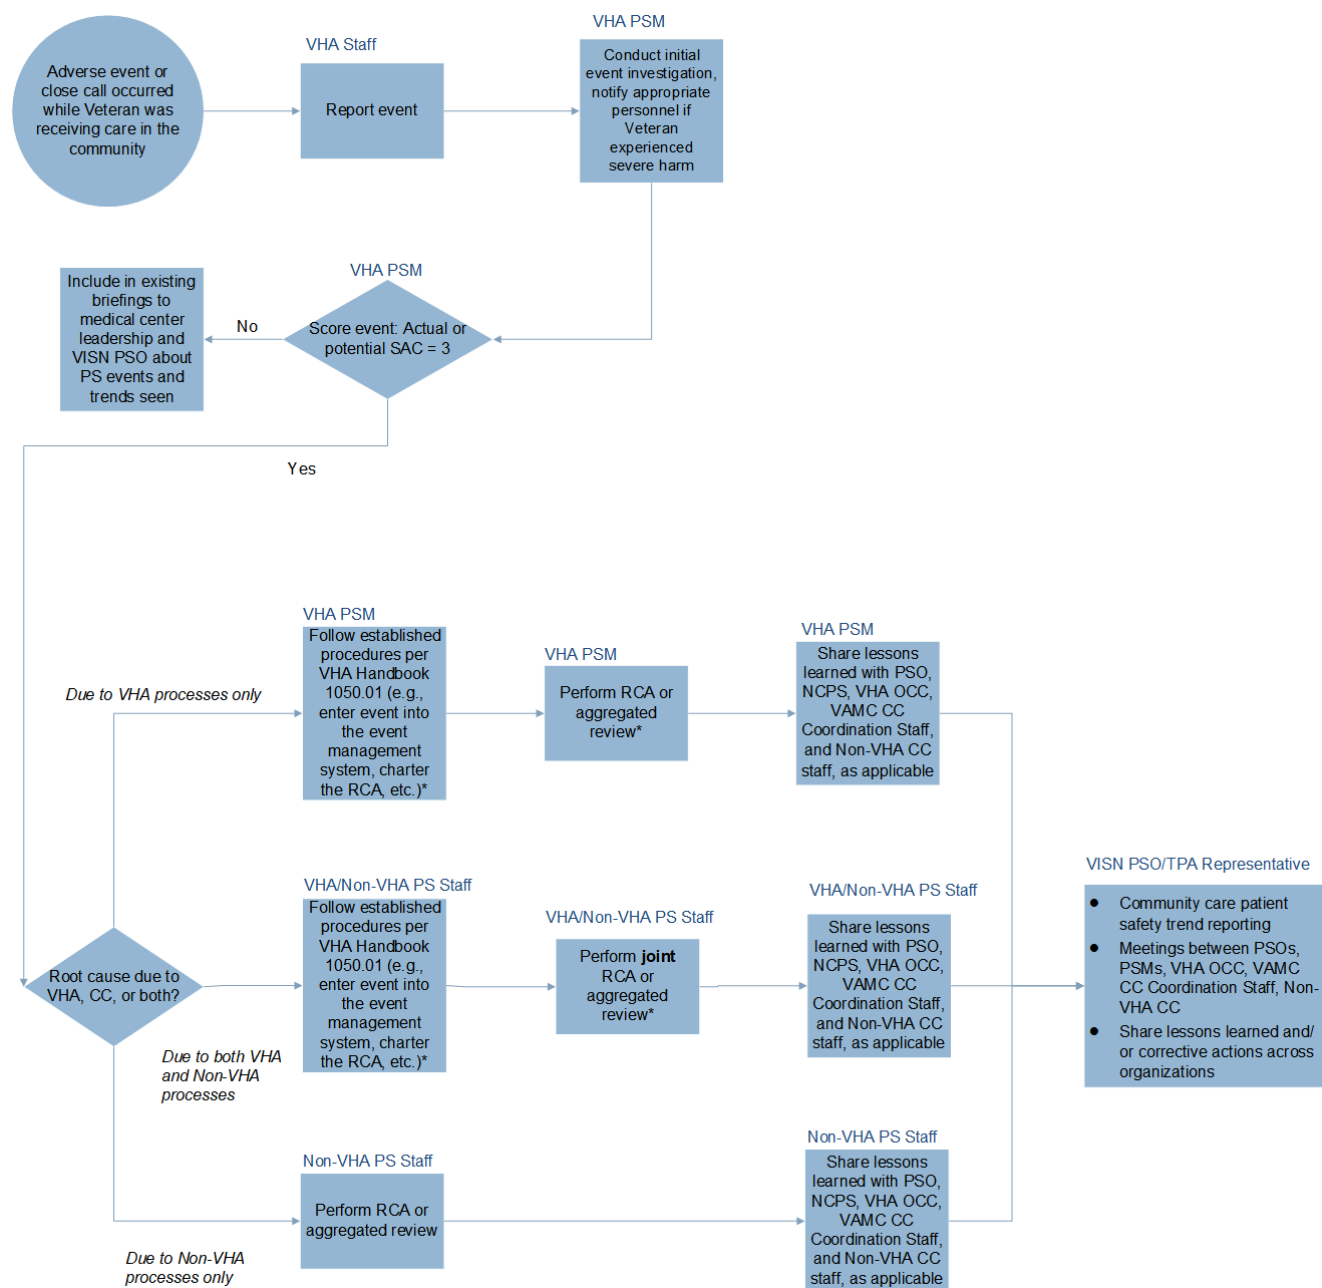 VHA PSM
VHA Staff
Adverse event or
close call occurred
while Veteran was
receiving care in the
community
Report event
Conduct initial
event investigation,
notify appropriate
personnel if
Veteran
experienced
severe harm
VHA PSM
Include in existing
briefings to
medical center
leadership and
VISN PSO about
PS events and
trends seen
No
Score event: Actual or
potential SAC = 3
Yes
VHA PSM
Due to VHA processes only
Follow established
procedures per
VHA Handbook
1050.01 (e.g.,
enter event into
the event
management
system, charter
the RCA, etc.)*
VHA PSM
Perform RCA or
aggregated
review*
VHA PSM
Share lessons
learned with PSO,
NCPS, VHA OCC,
VAMC CC
Coordination Staff,
and Non-VHA CC
staff, as applicable
Root cause due to
VHA, CC, or both?
Due to both VHA
and Non-VHA
processes
VHA/Non-VHA PS Staff
Follow established
procedures per
VHA Handbook
1050.01 (e.g.,
enter event into
the event
management
system, charter
the RCA, etc.)*
VHA/Non-VHA PS Staff
Perform joint
RCA or
aggregated
review*
VHA/Non-VHA PS Staff
Share lessons
learned with PSO,
NCPS, VHA OCC,
VAMC CC
Coordination Staff,
and Non-VHA CC
staff, as applicable
VISN PSO/TPA Representative
● Community care patient
safety trend reporting
● Meetings between PSOs,
PSMs, VHA OCC, VAMC
CC Coordination Staff, Non-
VHA CC
● Share lessons learned and/
or corrective actions across
organizations
Due to Non-VHA
processes only
Non-VHA PS Staff
Perform RCA or
aggregated review
Non-VHA PS Staff
Share lessons
learned with PSO,
NCPS, VHA OCC,
VAMC CC
Coordination Staff,
and Non-VHA CC
staff, as applicable